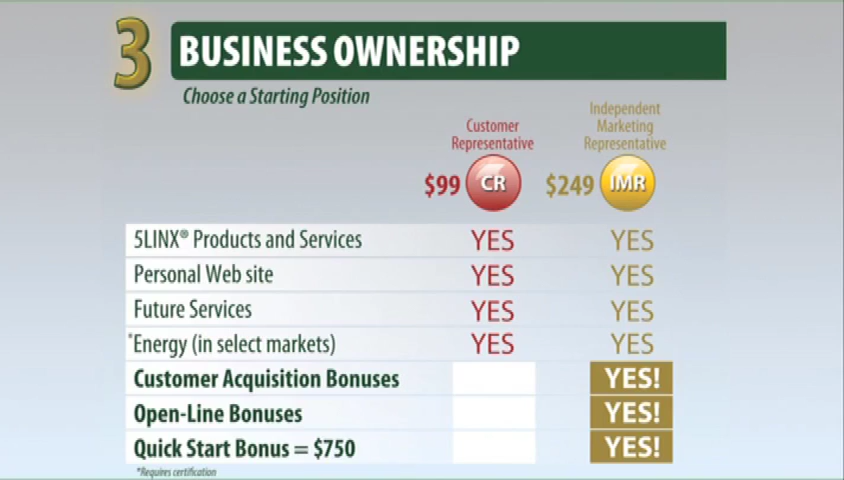 3 BUSINESS OWNERSHIP
Choose a Starting Position
Customer
Representative
Independent
Marketing
Representative
$99 CR $249 IMR
5LINX® Products and Services YES YES
Personal Web site YES YES
Future Services YES YES
*Energy (in select markets) YES YES
Customer Acquisition Bonuses YES!
Open-Line Bonuses YES!
Quick Start Bonus = $750 YES!
*Requires certification